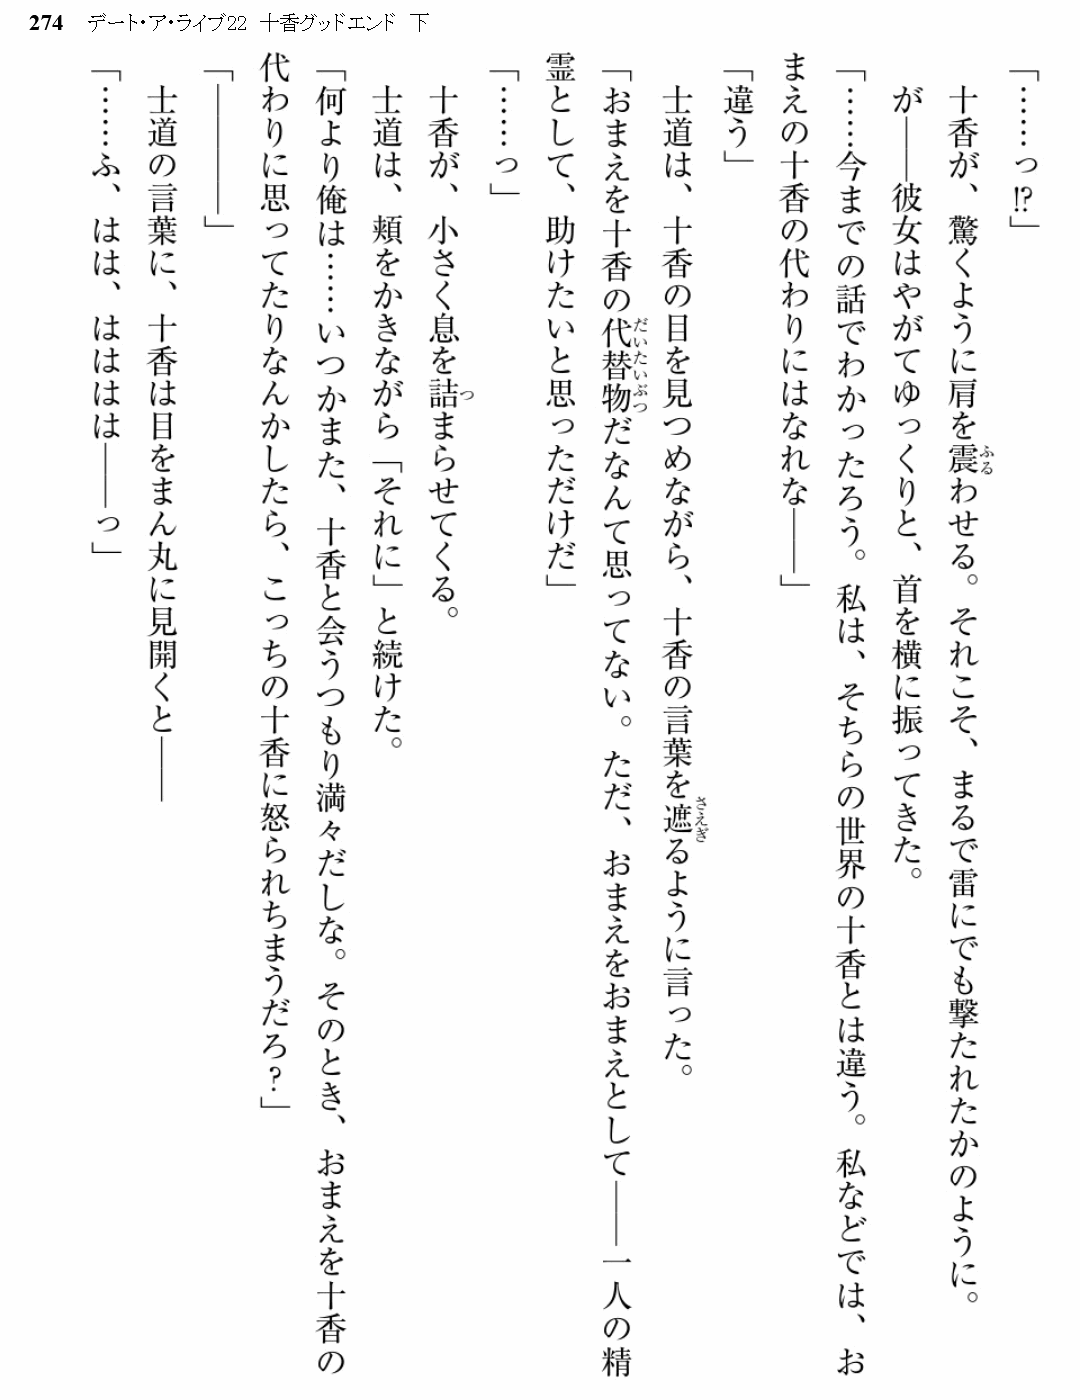 274 デート・ア・ライブ22 十香グッドエンド 下
「……っ!?」
十香が、驚くように肩を震わせる。それこそ、まるで雷にでも撃たれたかのように。
が――彼女はやがてゆっくりと、首を横に振ってきた。
「……今までの話でわかったろう。私は、そちらの世界の十香とは違う。私などでは、お
まえの十香の代わりにはなれな――」
「違う」
士道は、十香の目を見つめながら、十香の言葉を遮るように言った。
「おまえを十香の代替物だなんて思ってない。ただ、おまえをおまえとして――一人の精
霊として、助けたいと思っただけだ」
「……っ」
十香が、小さく息を詰まらせてくる。
士道は、頬をかきながら「それに」と続けた。
「何より俺は……いつかまた、十香と会うつもり満々だしな。そのとき、おまえを十香の
代わりに思ってたりなんかしたら、こっちの十香に怒られちまうだろ?」
「――――」
士道の言葉に、十香は目をまん丸に見開くと――
「……ふ、はは、はははは――っ」